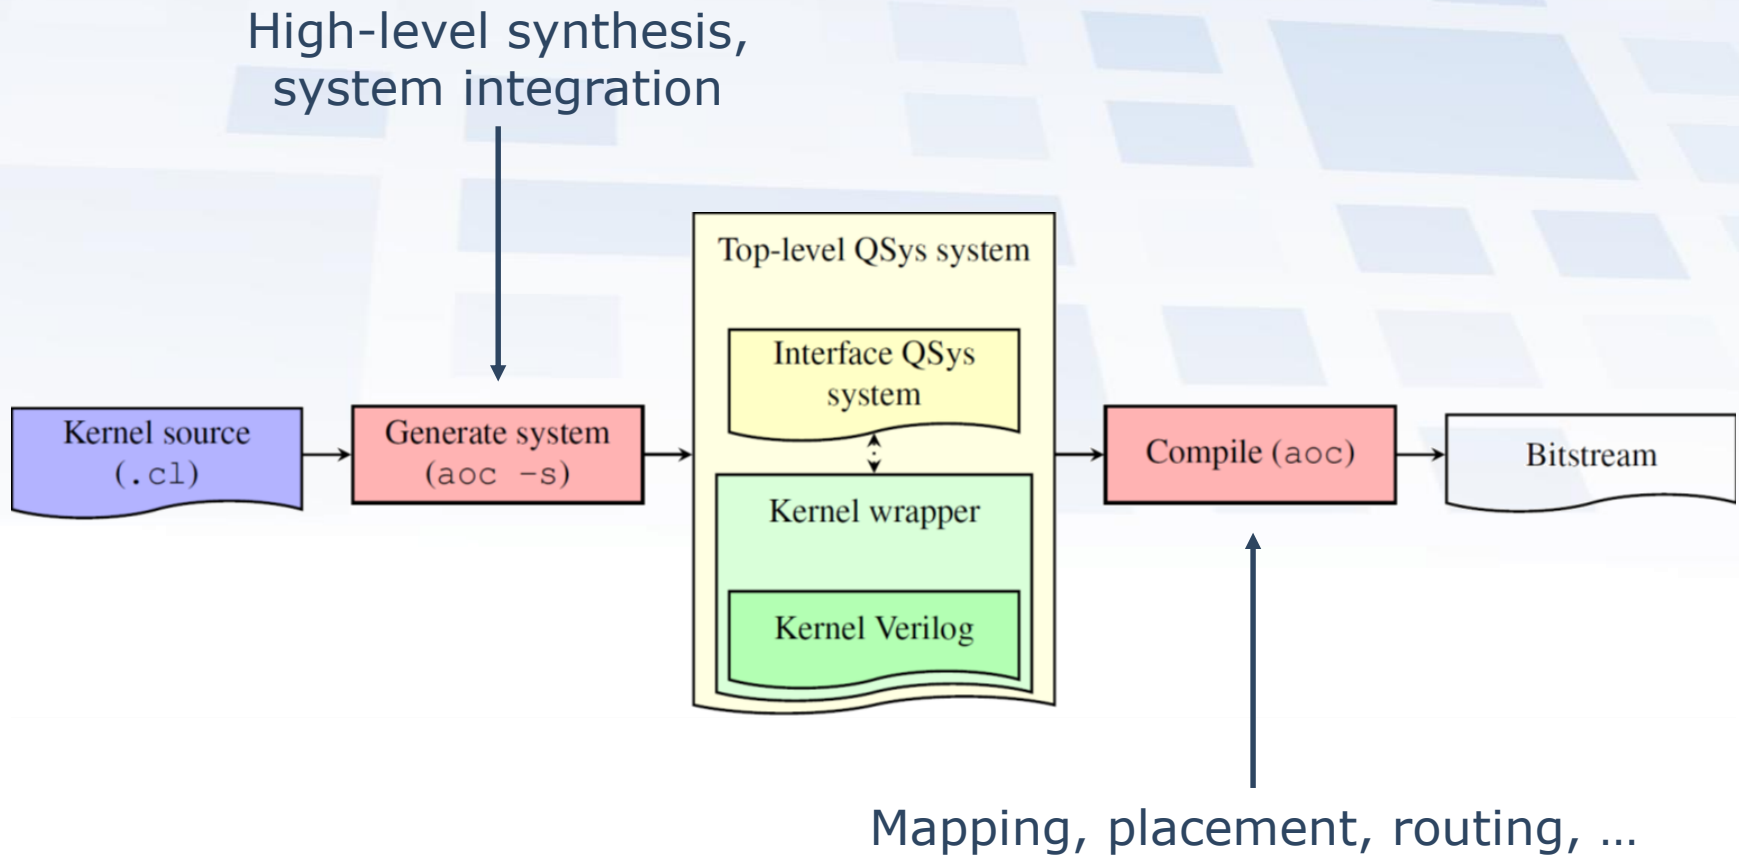 High-level synthesis,
system integration
Top-level QSys system
Interface QSys
system
Kernel source
(.cl)
Generate system
(aoc -s)
Compile (aoc)
Bitstream
Kernel wrapper
Kernel Verilog
Mapping, placement, routing, …